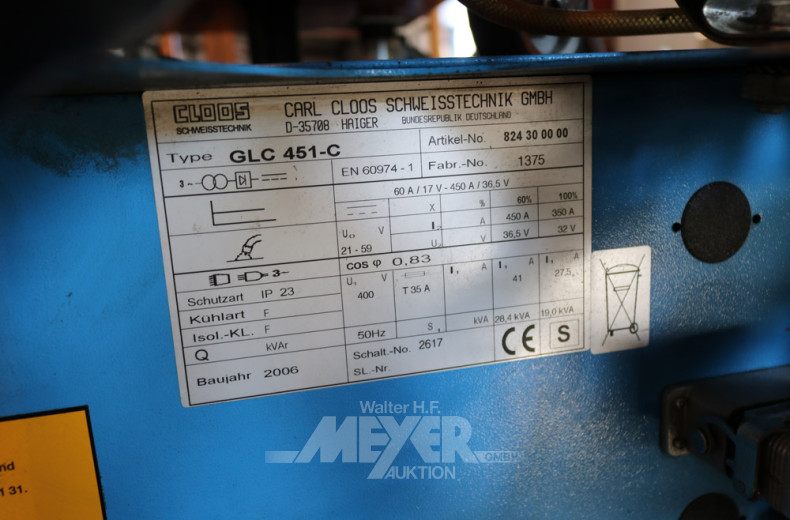 CLOOS
SCHWEISSTECHNIK
CARL CLOOS SCHWEISSTECHNIK GMBH
D-35708 HAIGER BUNDESREPUBLIK DEUTSCHLAND
Type GLC 451-C
Artikel-No. 824 30 00 00
3~
EN 60974-1
Fabr.-No. 1375
60 A / 17 V - 450 A / 36,5 V
X % 60% 100%
U₀ V
I₂ A 450 A 350 A
21 - 59
U₂ V 36,5 V 32 V
3~
cos φ 0,83
Schutzart IP 23
U₁ V
400
T 35 A
I₁ A
I₁ A
41
I₁ A
27,5
Kühlart F
Isol.-KL. F
50Hz
S₁ kVA 28,4 kVA 19,0 kVA
Q kVAr
Schalt.-No. 2617
CE S
Baujahr 2006
SL.-Nr
Walter H.F.
MEYER
GMBH
AUKTION
nd
131.